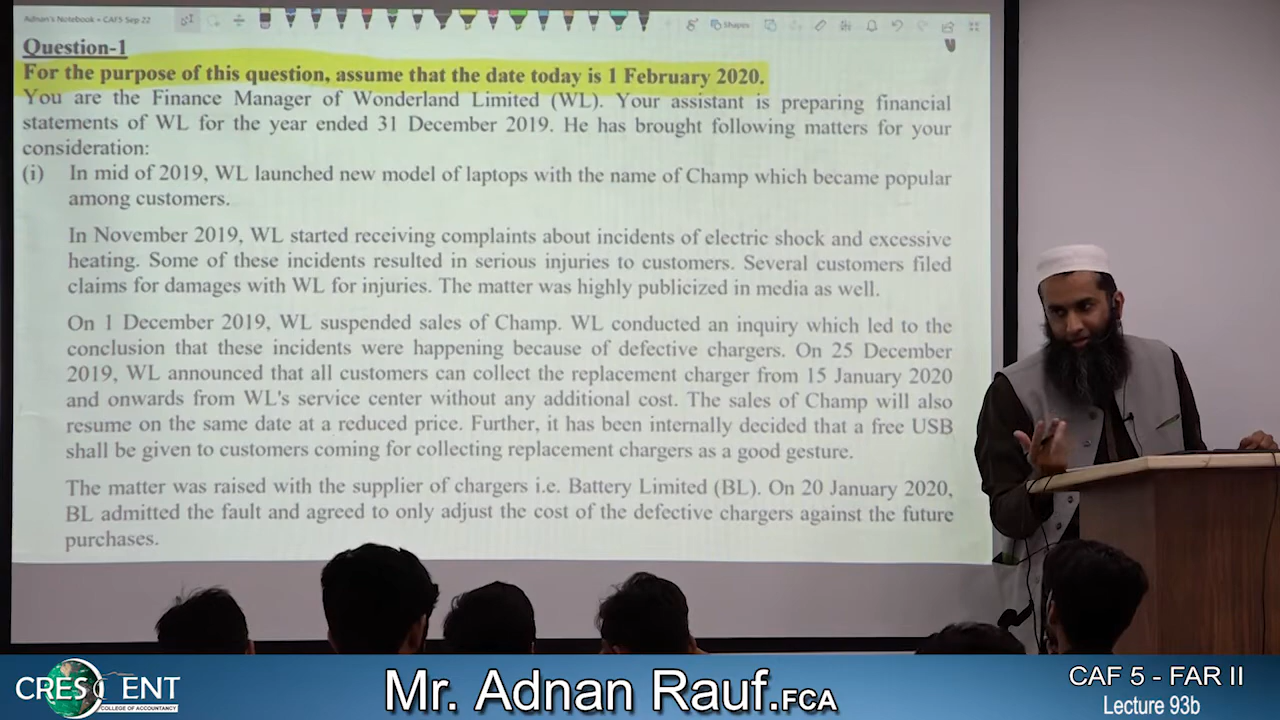 Adnan's Notebook • CAF5 Sep 22
Shapes
Question-1
For the purpose of this question, assume that the date today is 1 February 2020.
You are the Finance Manager of Wonderland Limited (WL). Your assistant is preparing financial
statements of WL for the year ended 31 December 2019. He has brought following matters for your
consideration:
(i) In mid of 2019, WL launched new model of laptops with the name of Champ which became popular
among customers.
In November 2019, WL started receiving complaints about incidents of electric shock and excessive
heating. Some of these incidents resulted in serious injuries to customers. Several customers filed
claims for damages with WL for injuries. The matter was highly publicized in media as well.
On 1 December 2019, WL suspended sales of Champ. WL conducted an inquiry which led to the
conclusion that these incidents were happening because of defective chargers. On 25 December
2019, WL announced that all customers can collect the replacement charger from 15 January 2020
and onwards from WL's service center without any additional cost. The sales of Champ will also
resume on the same date at a reduced price. Further, it has been internally decided that a free USB
shall be given to customers coming for collecting replacement chargers as a good gesture.
The matter was raised with the supplier of chargers i.e. Battery Limited (BL). On 20 January 2020,
BL admitted the fault and agreed to only adjust the cost of the defective chargers against the future
purchases.
CRESCENT
COLLEGE OF ACCOUNTANCY
Mr. Adnan Rauf.FCA
CAF 5 - FAR II
Lecture 93b